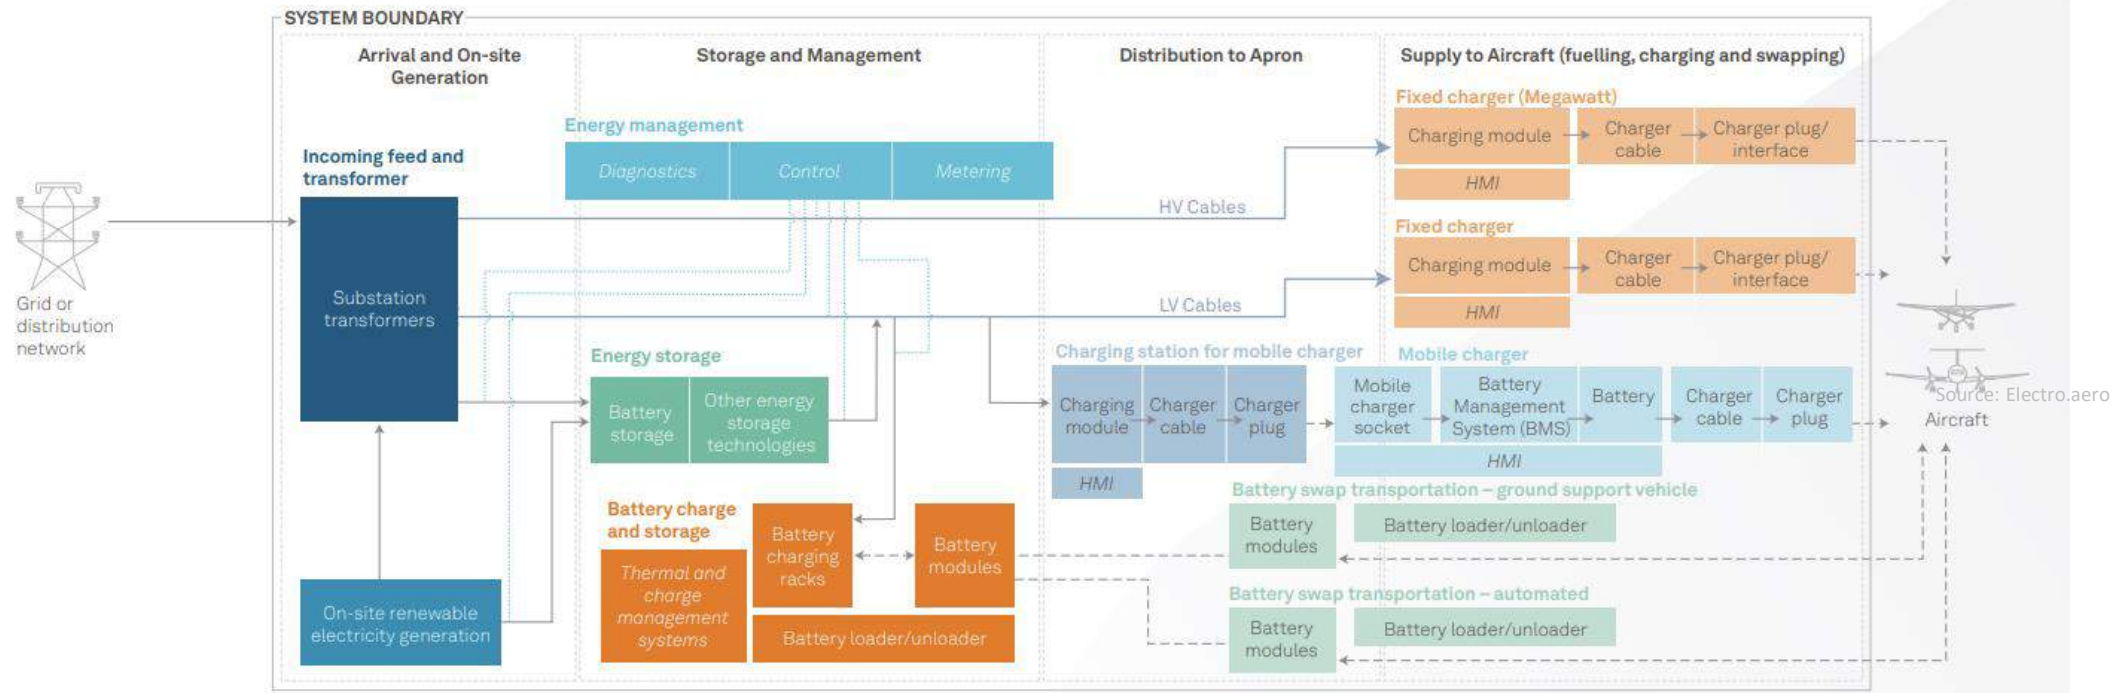 SYSTEM BOUNDARY
Arrival and On-site
Generation
Storage and Management
Distribution to Apron
Supply to Aircraft (fuelling, charging and swapping)
Grid or
distribution
network
Incoming feed and
transformer
Substation
transformers
On-site renewable
electricity generation
Energy management
Diagnostics
Control
Metering
HV Cables
LV Cables
Energy storage
Battery
storage
Other energy
storage
technologies
Battery charge
and storage
Thermal and
charge
management
systems
Battery
charging
racks
Battery
modules
Battery loader/unloader
Fixed charger (Megawatt)
Charging module
Charger
cable
Charger plug/
interface
HMI
Fixed charger
Charging module
Charger
cable
Charger plug/
interface
HMI
Charging station for mobile charger
Charging
module
Charger
cable
Charger
plug
HMI
Mobile charger
Mobile
charger
socket
Battery
Management
System (BMS)
Battery
Charger
cable
Charger
plug
HMI
Battery swap transportation – ground support vehicle
Battery
modules
Battery loader/unloader
Battery swap transportation – automated
Battery
modules
Battery loader/unloader
Source: Electro.aero
Aircraft